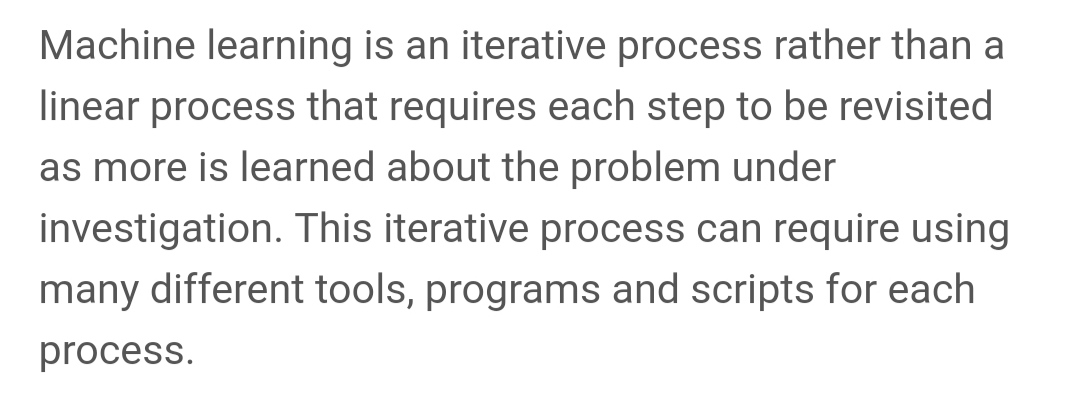 Machine learning is an iterative process rather than a
linear process that requires each step to be revisited
as more is learned about the problem under
investigation. This iterative process can require using
many different tools, programs and scripts for each
process.